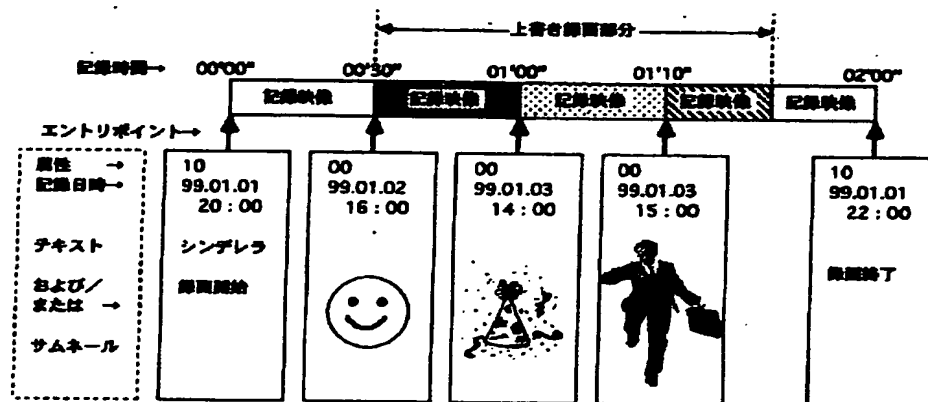 上書き録画部分
記録時間→ 00'00" 00'30" 01'00" 01'10" 02'00"
記録映像 記録映像 記録映像 記録映像 記録映像
エントリポイント→
属性 → 10 00 00 00 10
記録日時→ 99.01.01 99.01.02 99.01.03 99.01.03 99.01.01
20:00 16:00 14:00 15:00 22:00
テキスト シンデレラ
および/ 録画開始 録画終了
または →
サムネール